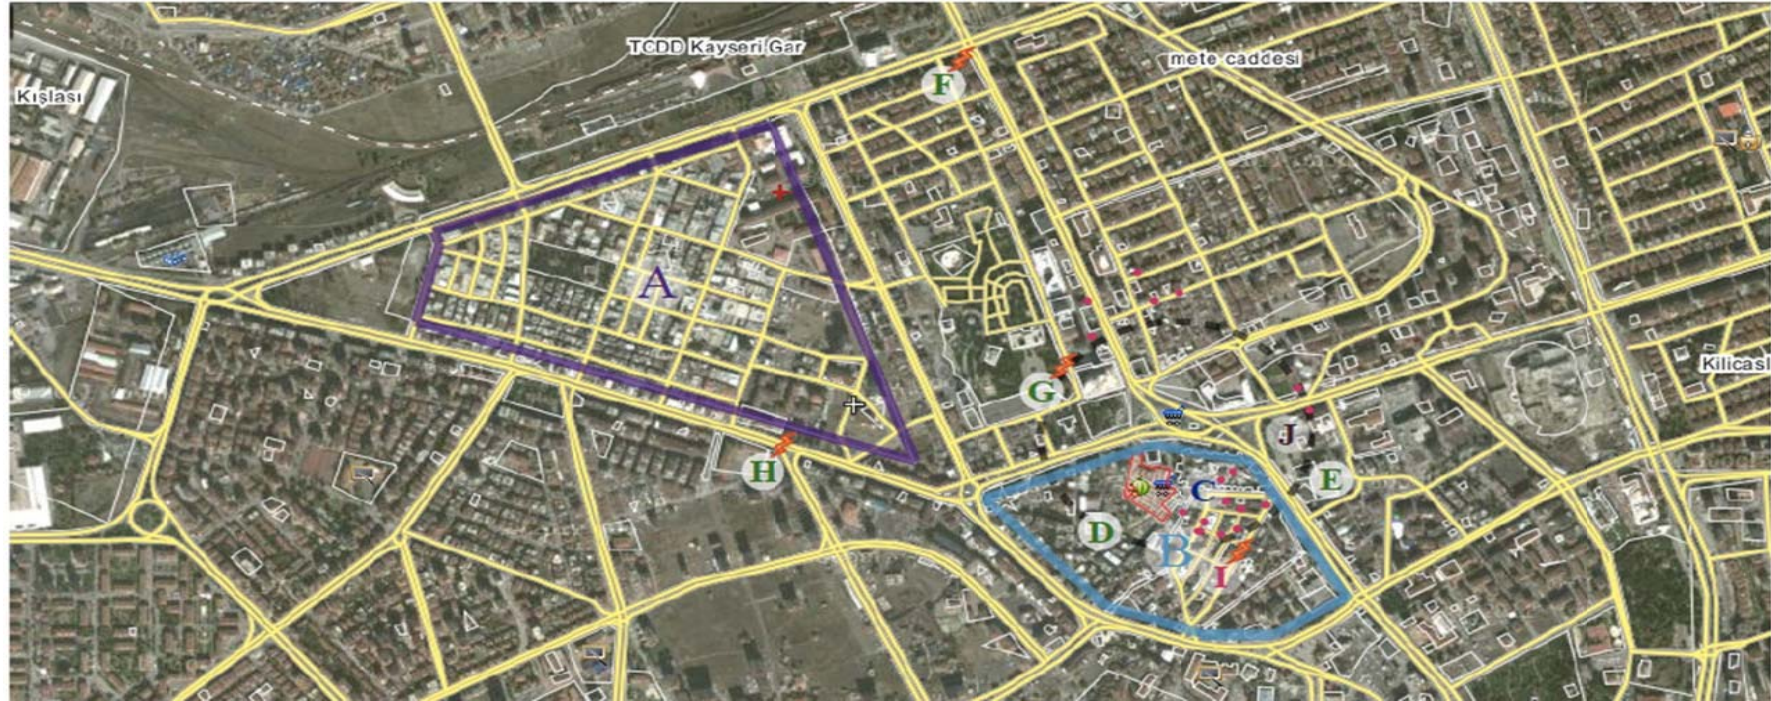 TCDD Kayseri Gar
mete caddesi
Kışlası
F
A
G
Kilicasl
H
J
E
C
D
B
I